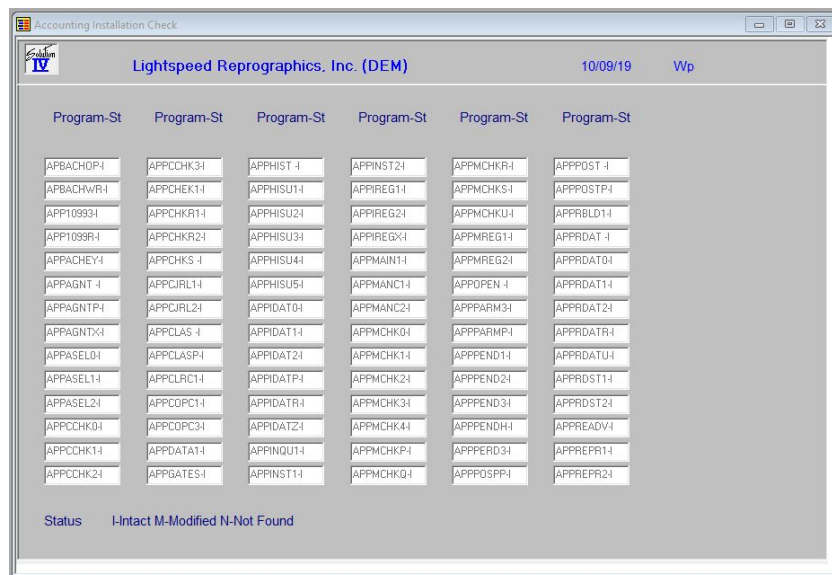 Accounting Installation Check
Solution IV
Lightspeed Reprographics, Inc. (DEM) 10/09/19 Wp
Program-St Program-St Program-St Program-St Program-St Program-St
APBACHOP-I APPCCHK3-I APPHIST -I APPINST2-I APPMCHKR-I APPPOST -I
APBACHWR-I APPCHEK1-I APPHISU1-I APPIREG1-I APPMCHKS-I APPPOSTP-I
APP10993-I APPCHKR1-I APPHISU2-I APPIREG2-I APPMCHKU-I APPRBLD1-I
APP1099R-I APPCHKR2-I APPHISU3-I APPIREGX-I APPMREG1-I APPRDAT -I
APPACHEY-I APPCHKS -I APPHISU4-I APPMAIN1-I APPMREG2-I APPRDAT0-I
APPAGNT -I APPCJRL1-I APPHISU5-I APPMANC1-I APPOPEN -I APPRDAT1-I
APPAGNTP-I APPCJRL2-I APPIDAT0-I APPMANC2-I APPPARM3-I APPRDAT2-I
APPAGNTX-I APPCLAS -I APPIDAT1-I APPMCHK0-I APPPARMP-I APPRDATR-I
APPASEL0-I APPCLASP-I APPIDAT2-I APPMCHK1-I APPPEND1-I APPRDATU-I
APPASEL1-I APPCLRC1-I APPIDATP-I APPMCHK2-I APPPEND2-I APPRDST1-I
APPASEL2-I APPCOPC1-I APPIDATR-I APPMCHK3-I APPPEND3-I APPRDST2-I
APPCCHK0-I APPCOPC3-I APPIDATZ-I APPMCHK4-I APPPENDH-I APPREADV-I
APPCCHK1-I APPDATA1-I APPINQU1-I APPMCHKP-I APPPERD3-I APPREPR1-I
APPCCHK2-I APPGATES-I APPINST1-I APPMCHKQ-I APPPOSPP-I APPREPR2-I
Status I-Intact M-Modified N-Not Found